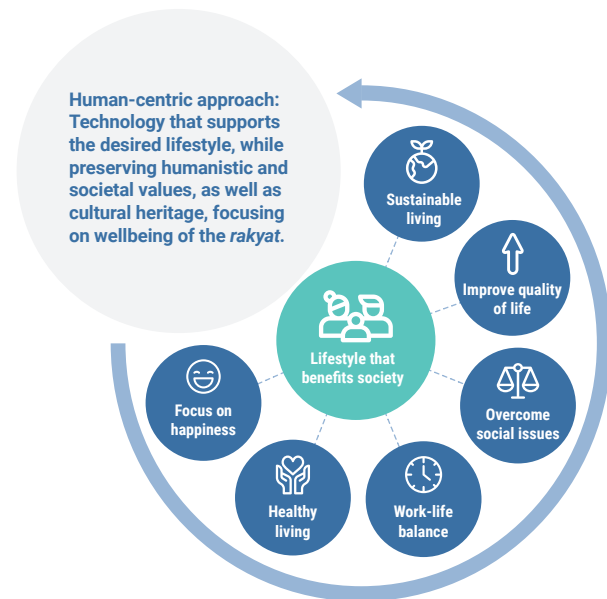 Human-centric approach:
Technology that supports
the desired lifestyle, while
preserving humanistic and
societal values, as well as
cultural heritage, focusing
on wellbeing of the rakyat.
Sustainable
living
Improve quality
of life
Lifestyle that
benefits society
Overcome
social issues
Focus on
happiness
Healthy
living
Work-life
balance